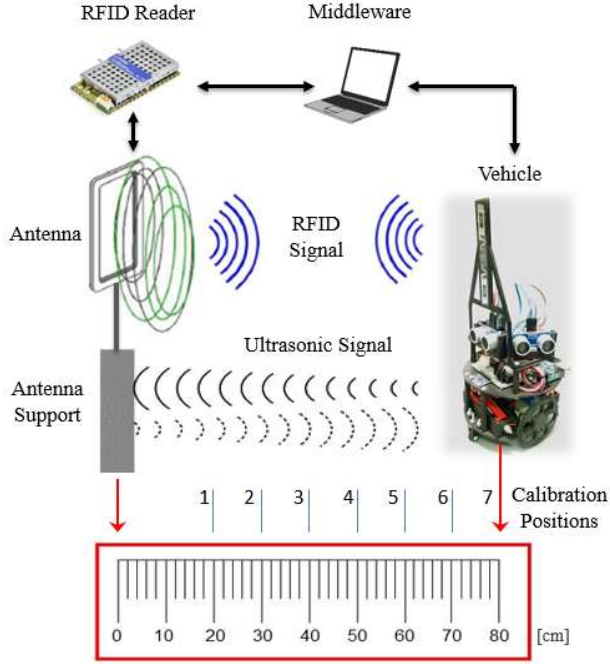 RFID Reader
Middleware
Vehicle
Antenna
RFID
Signal
Ultrasonic Signal
Antenna
Support
1 2 3 4 5 6 7
Calibration
Positions
0 10 20 30 40 50 60 70 80 [cm]